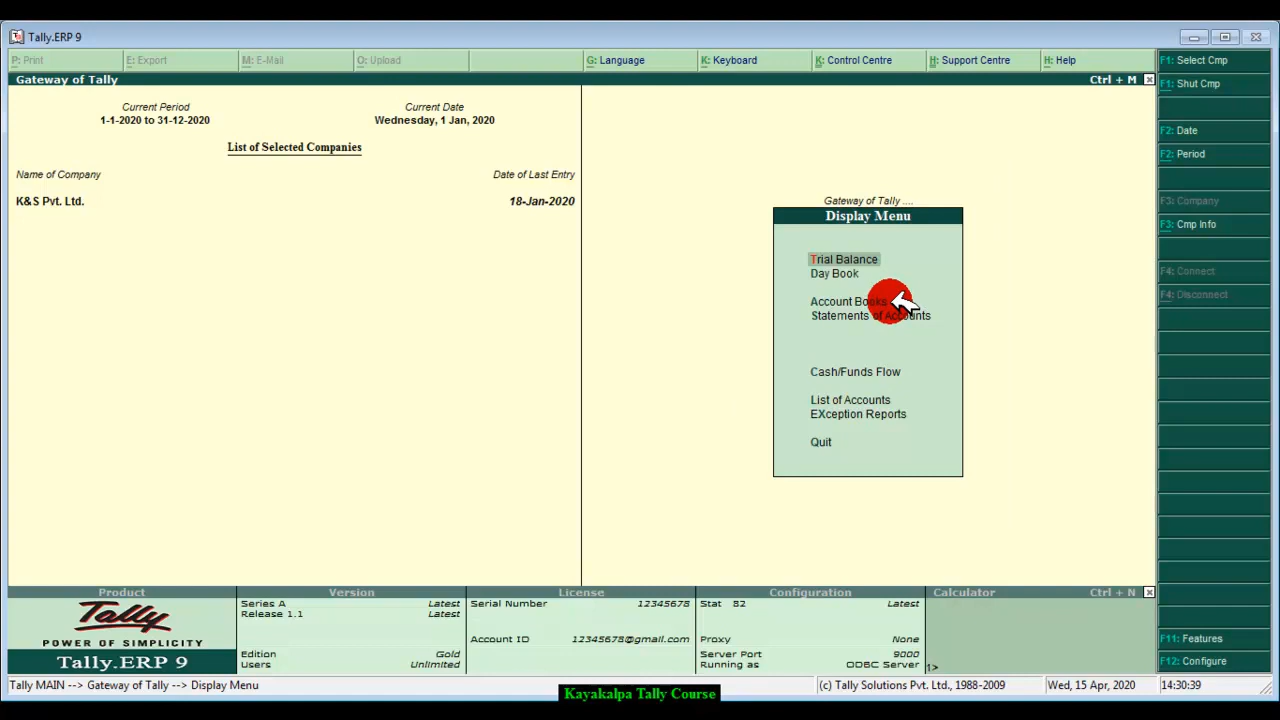 Tally.ERP 9
P: Print E: Export M: E-Mail O: Upload G: Language K: Keyboard K: Control Centre H: Support Centre H: Help
Gateway of Tally Ctrl + M
Current Period Current Date
1-1-2020 to 31-12-2020 Wednesday, 1 Jan, 2020
List of Selected Companies
Name of Company Date of Last Entry
K&S Pvt. Ltd. 18-Jan-2020
Gateway of Tally ....
Display Menu
Trial Balance
Day Book
Account Books
Statements of Accounts
Cash/Funds Flow
List of Accounts
EXception Reports
Quit
F1: Select Cmp
F1: Shut Cmp
F2: Date
F2: Period
F3: Company
F3: Cmp Info
F4: Connect
F4: Disconnect
F11: Features
F12: Configure
Product
Tally
POWER OF SIMPLICITY
Tally.ERP 9
Version
Series A Latest
Release 1.1 Latest
Edition Gold
Users Unlimited
License
Serial Number 12345678
Account ID 12345678@gmail.com
Configuration
Stat 82 Latest
Proxy None
Server Port 9000
Running as ODBC Server
Calculator Ctrl + N
1>
Tally MAIN --> Gateway of Tally --> Display Menu (c) Tally Solutions Pvt. Ltd., 1988-2009 Wed, 15 Apr, 2020 14:30:39
Kayakalpa Tally Course